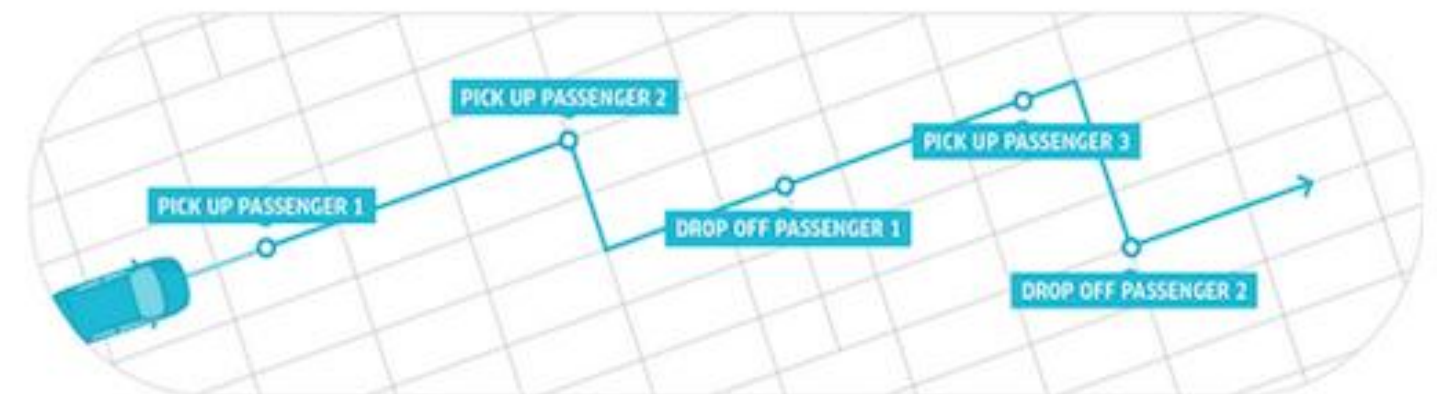 PICK UP PASSENGER 1
PICK UP PASSENGER 2
DROP OFF PASSENGER 1
PICK UP PASSENGER 3
DROP OFF PASSENGER 2